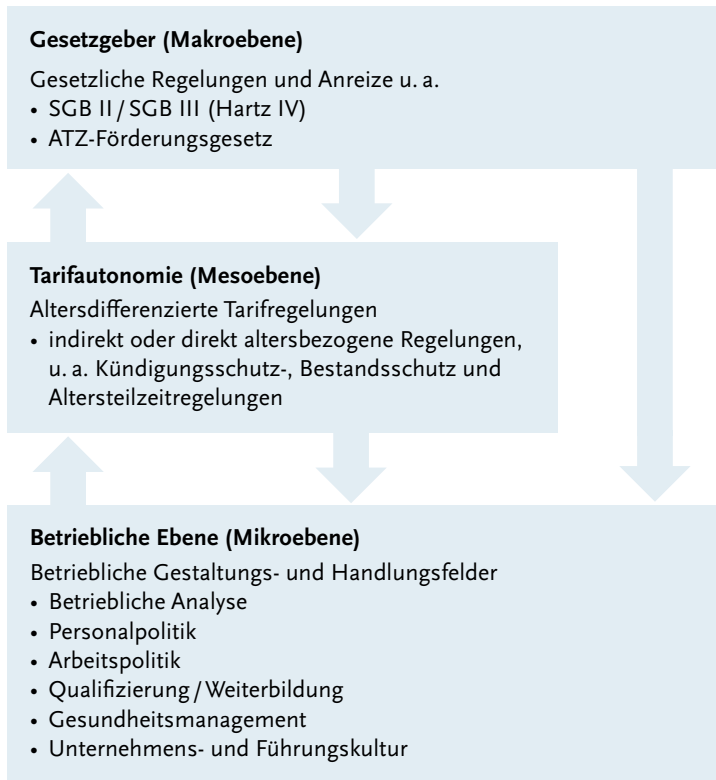 Gesetzgeber (Makroebene)
Gesetzliche Regelungen und Anreize u. a.
• SGB II / SGB III (Hartz IV)
• ATZ-Förderungsgesetz
Tarifautonomie (Mesoebene)
Altersdifferenzierte Tarifregelungen
• indirekt oder direkt altersbezogene Regelungen,
u. a. Kündigungsschutz-, Bestandsschutz und
Altersteilzeitregelungen
Betriebliche Ebene (Mikroebene)
Betriebliche Gestaltungs- und Handlungsfelder
• Betriebliche Analyse
• Personalpolitik
• Arbeitspolitik
• Qualifizierung / Weiterbildung
• Gesundheitsmanagement
• Unternehmens- und Führungskultur